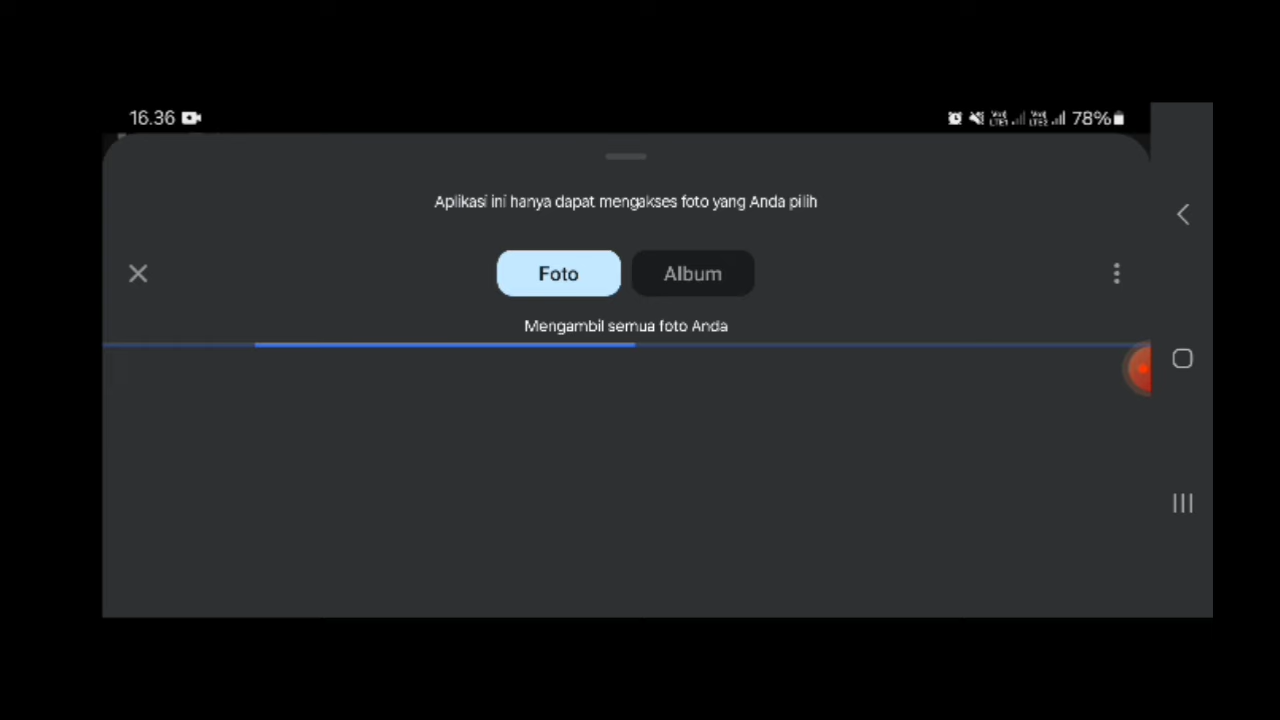 16.36
78%
Aplikasi ini hanya dapat mengakses foto yang Anda pilih
Foto
Album
Mengambil semua foto Anda